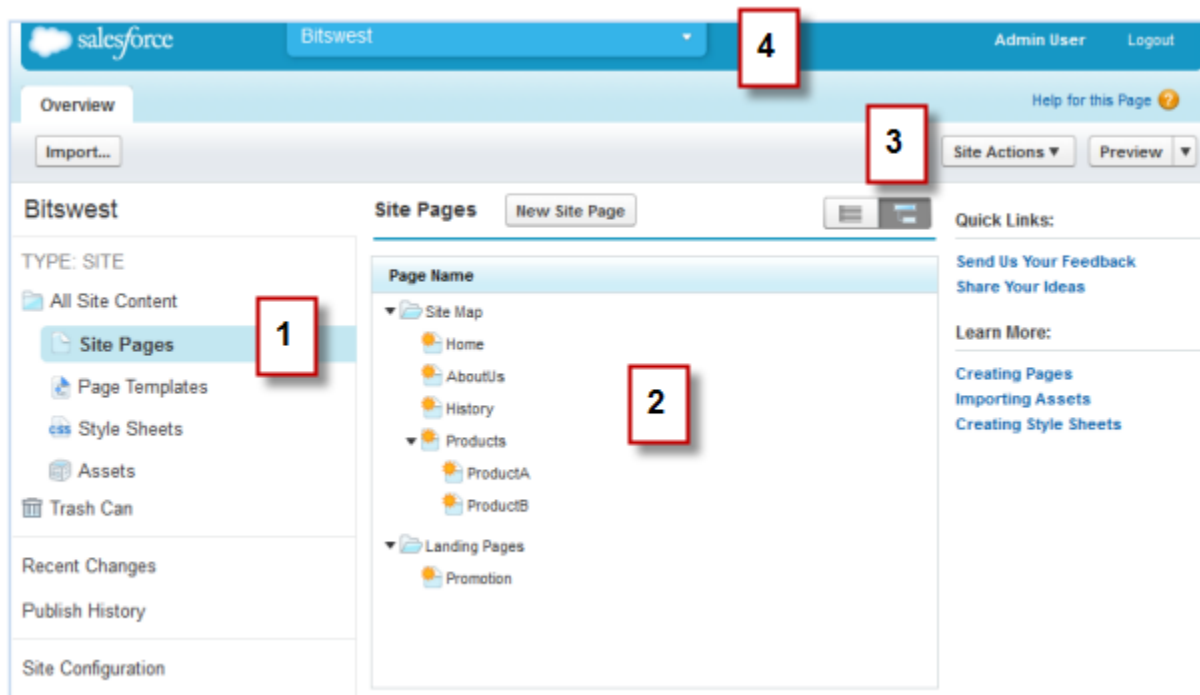 salesforce
Bitswest
4
Admin User
Logout
Overview
Help for this Page ?
3
Import...
Site Actions
Preview
Bitswest
TYPE: SITE
All Site Content
1
Site Pages
Page Templates
css Style Sheets
Assets
Trash Can
Recent Changes
Publish History
Site Configuration
Site Pages
New Site Page
Page Name
Site Map
Home
AboutUs
History
2
Products
ProductA
ProductB
Landing Pages
Promotion
Quick Links:
Send Us Your Feedback
Share Your Ideas
Learn More:
Creating Pages
Importing Assets
Creating Style Sheets